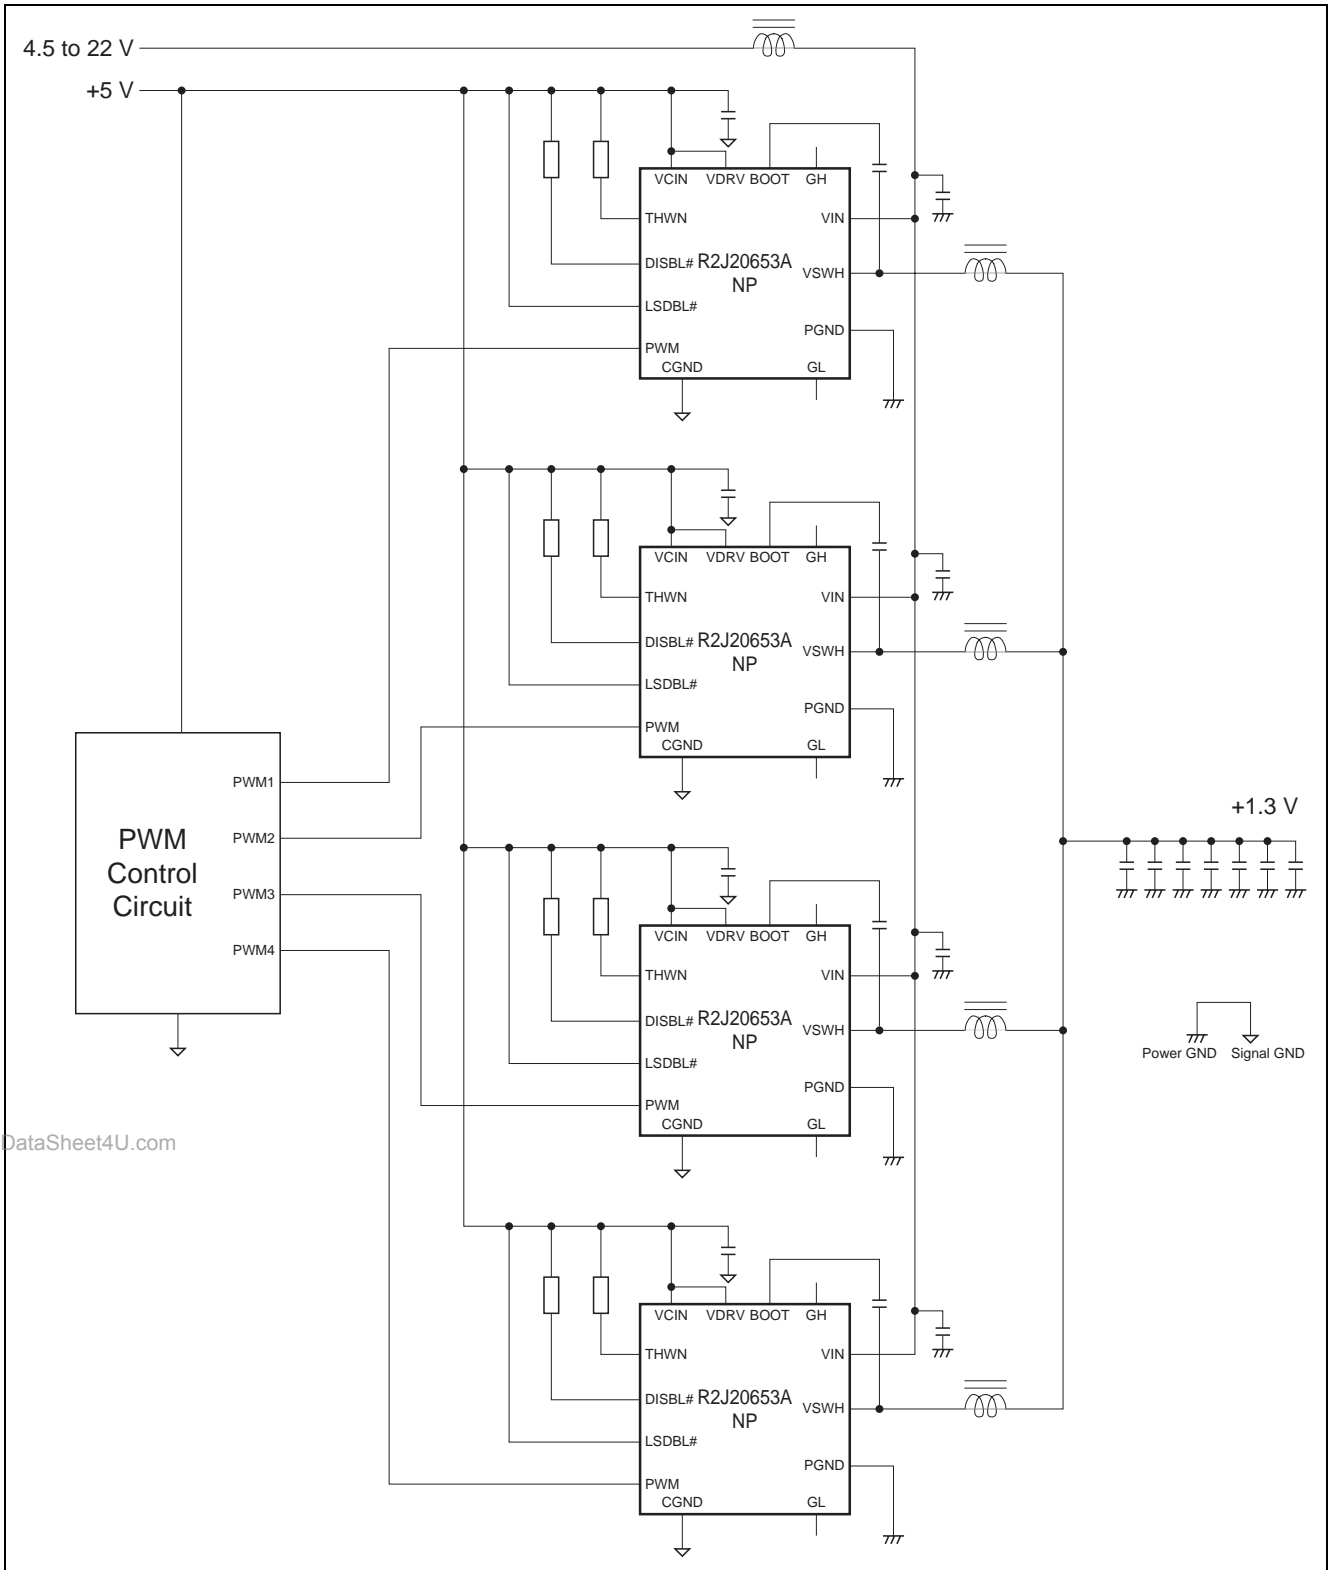 4.5 to 22 V
+5 V
VCIN VDRV BOOT GH
THWN VIN
DISBL# R2J20653A
NP VSWH
LSDBL#
PGND
PWM
CGND GL
VCIN VDRV BOOT GH
THWN VIN
DISBL# R2J20653A
NP VSWH
LSDBL#
PGND
PWM
CGND GL
PWM1
PWM2
PWM3
PWM4
PWM
Control
Circuit
+1.3 V
VCIN VDRV BOOT GH
THWN VIN
DISBL# R2J20653A
NP VSWH
LSDBL#
PGND
PWM
CGND GL
Power GND Signal GND
DataSheet4U.com
VCIN VDRV BOOT GH
THWN VIN
DISBL# R2J20653A
NP VSWH
LSDBL#
PGND
PWM
CGND GL